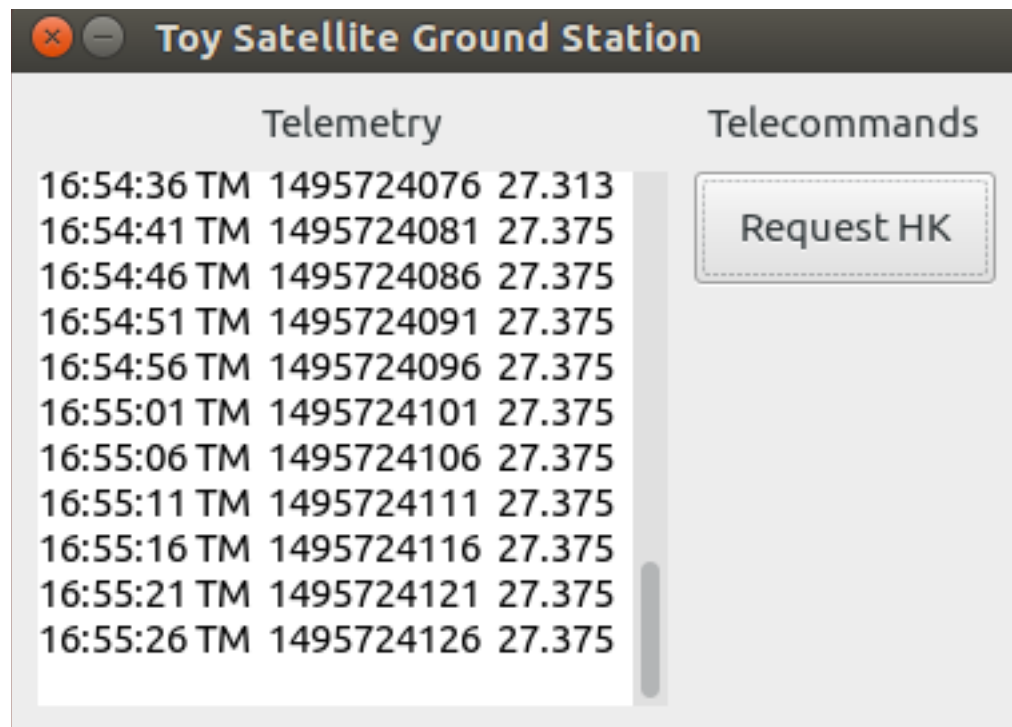 Toy Satellite Ground Station
Telemetry
Telecommands
16:54:36 TM 1495724076 27.313
16:54:41 TM 1495724081 27.375
16:54:46 TM 1495724086 27.375
16:54:51 TM 1495724091 27.375
16:54:56 TM 1495724096 27.375
16:55:01 TM 1495724101 27.375
16:55:06 TM 1495724106 27.375
16:55:11 TM 1495724111 27.375
16:55:16 TM 1495724116 27.375
16:55:21 TM 1495724121 27.375
16:55:26 TM 1495724126 27.375
Request HK